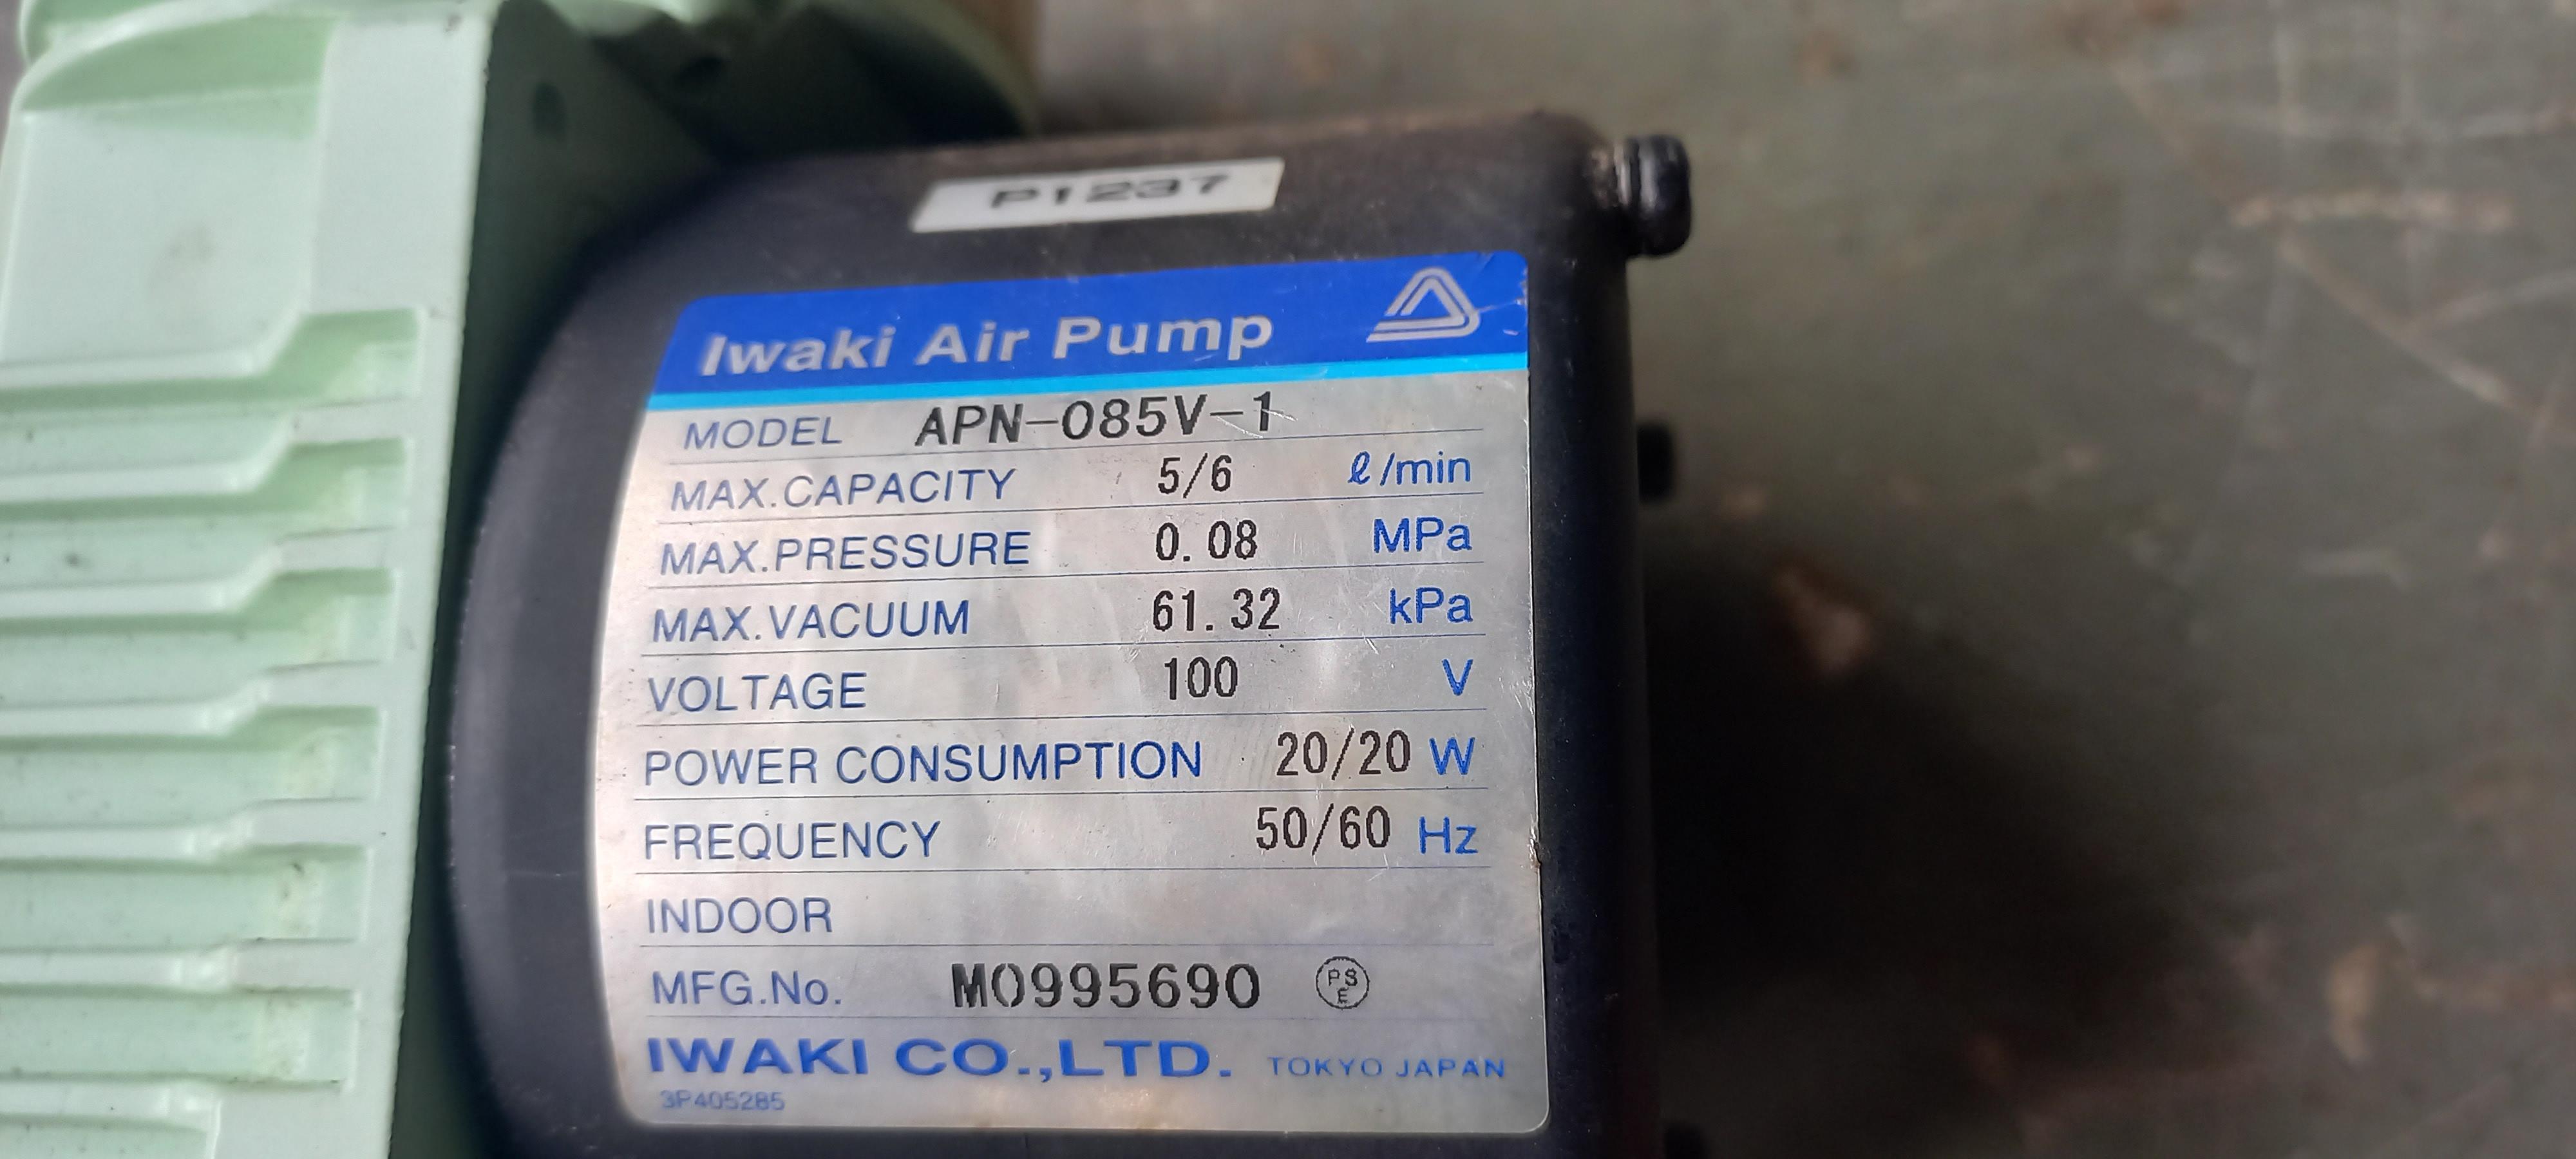 P1237
Iwaki Air Pump
MODEL APN-085V-1
MAX.CAPACITY 5/6 ℓ/min
MAX.PRESSURE 0.08 MPa
MAX.VACUUM 61.32 kPa
VOLTAGE 100 V
POWER CONSUMPTION 20/20 W
FREQUENCY 50/60 Hz
INDOOR
MFG.No. M0995690 PSE
IWAKI CO.,LTD. TOKYO JAPAN
3P405285